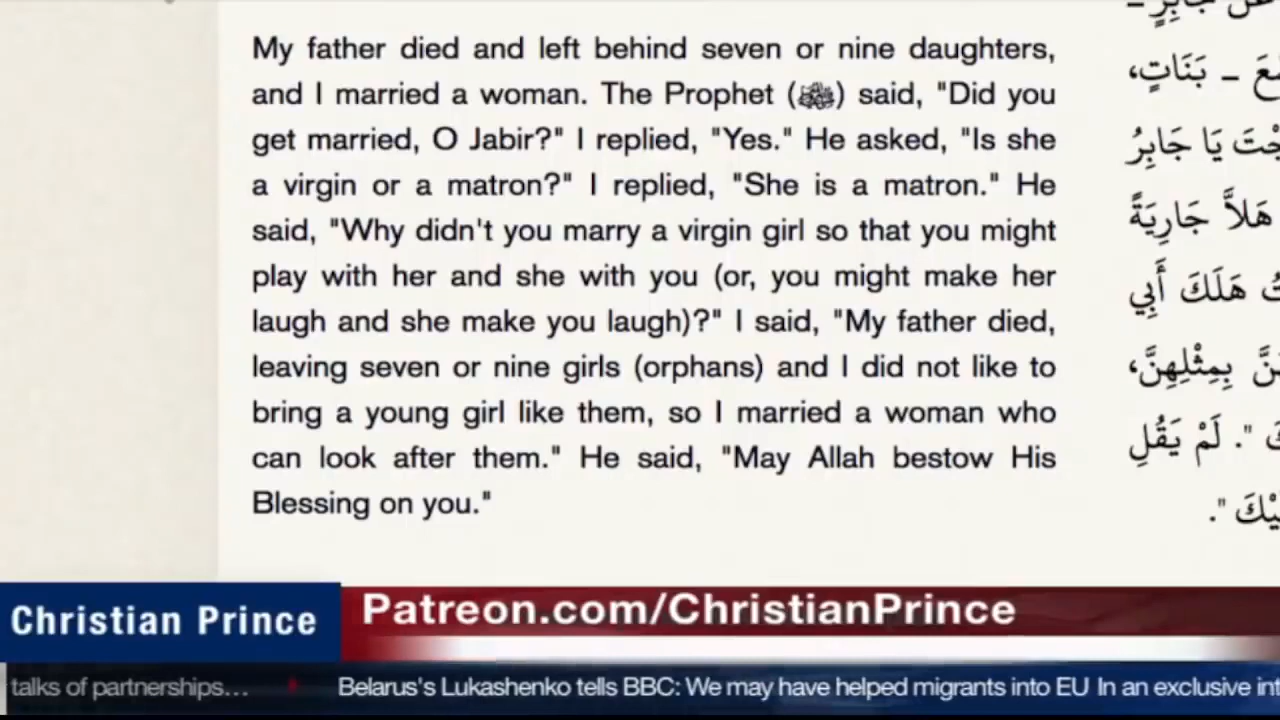 عَنْ جَابِرٍ ـ
My father died and left behind seven or nine daughters,
ـ بَنَاتٍ،
and I married a woman. The Prophet (ﷺ) said, "Did you
get married, O Jabir?" I replied, "Yes." He asked, "Is she
يَا جَابِرُ
a virgin or a matron?" I replied, "She is a matron." He
هَلاَّ جَارِيَةً
said, "Why didn't you marry a virgin girl so that you might
play with her and she with you (or, you might make her
هَلَكَ أَبِي
laugh and she make you laugh)?" I said, "My father died,
leaving seven or nine girls (orphans) and I did not like to
بِمِثْلِهِنَّ،
bring a young girl like them, so I married a woman who
‏". لَمْ يَقُلِ
can look after them." He said, "May Allah bestow His
Blessing on you."
‏".
Christian Prince
Patreon.com/ChristianPrince
talks of partnerships... Belarus's Lukashenko tells BBC: We may have helped migrants into EU In an exclusive